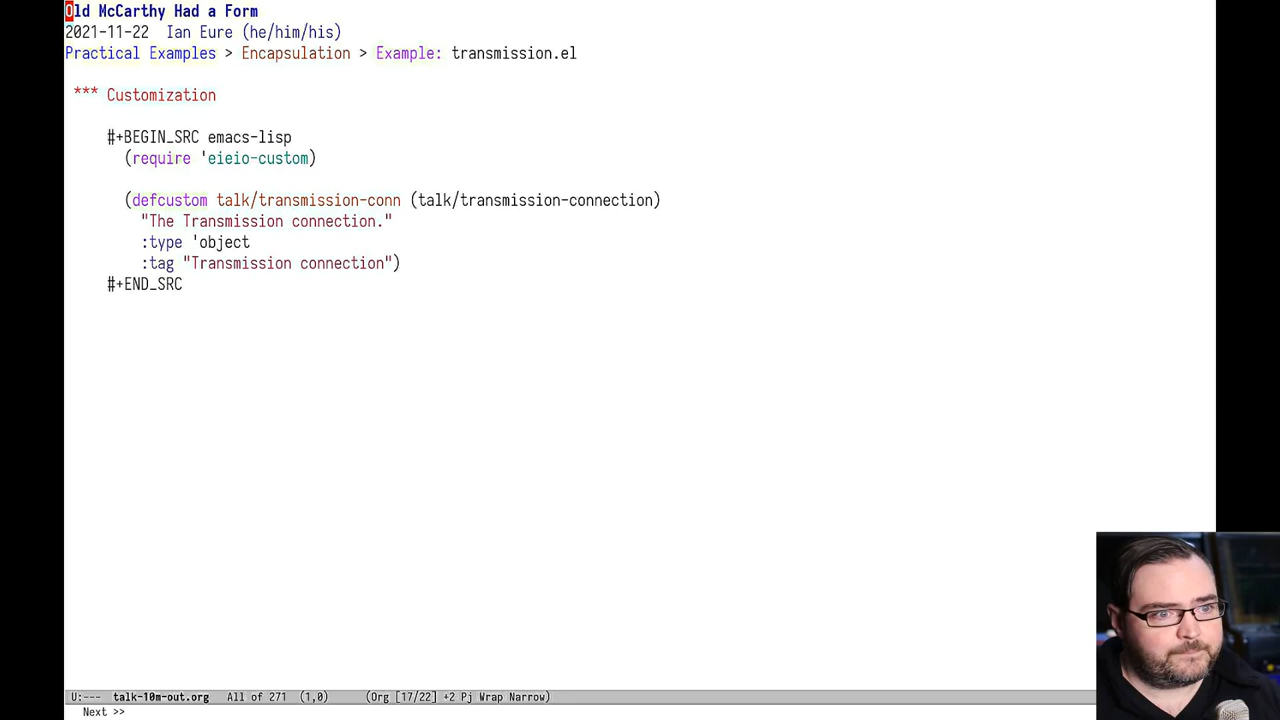 Old McCarthy Had a Form
2021-11-22  Ian Eure (he/him/his)
Practical Examples > Encapsulation > Example: transmission.el
*** Customization
#+BEGIN_SRC emacs-lisp
(require 'eieio-custom)
(defcustom talk/transmission-conn (talk/transmission-connection)
"The Transmission connection."
:type 'object
:tag "Transmission connection")
#+END_SRC
U:---  talk-10m-out.org   All of 271  (1,0)     (Org [17/22] +2 Pj Wrap Narrow)
Next >>